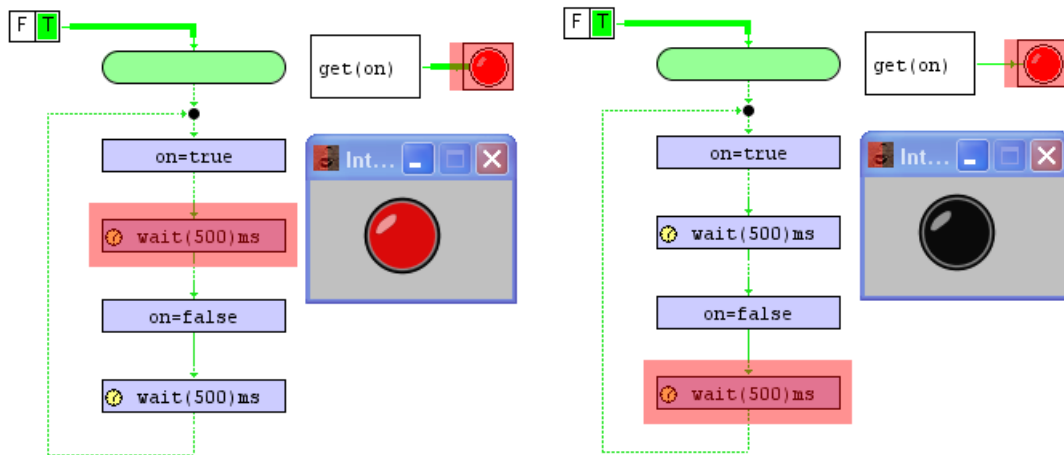 F T
get(on)
on=true
Int...
wait(500)ms
on=false
wait(500)ms
F T
get(on)
on=true
Int...
wait(500)ms
on=false
wait(500)ms